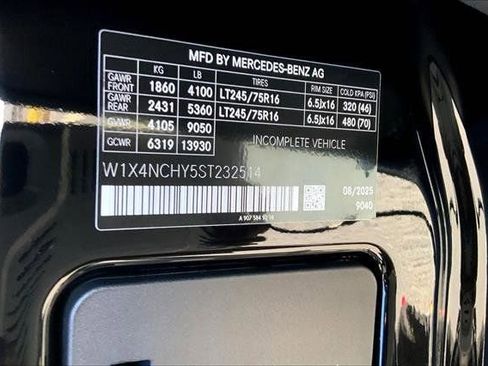 MFD BY MERCEDES-BENZ AG
KG LB TIRES RIM SIZE COLD KPA (PSI)
GAWR FRONT 1860 4100 LT245/75R16 6.5Jx16 320 (46)
GAWR REAR 2431 5360 LT245/75R16 6.5Jx16 480 (70)
GVWR 4105 9050
GCWR 6319 13930 INCOMPLETE VEHICLE
W1X4NCHY5ST232514
08/2025
9040
A 907 584